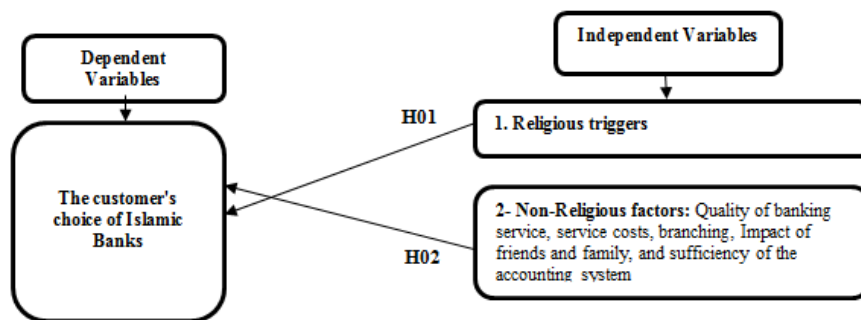 Dependent
Variables
The customer's
choice of Islamic
Banks
H01
H02
Independent Variables
1. Religious triggers
2- Non-Religious factors: Quality of banking
service, service costs, branching, Impact of
friends and family, and sufficiency of the
accounting system